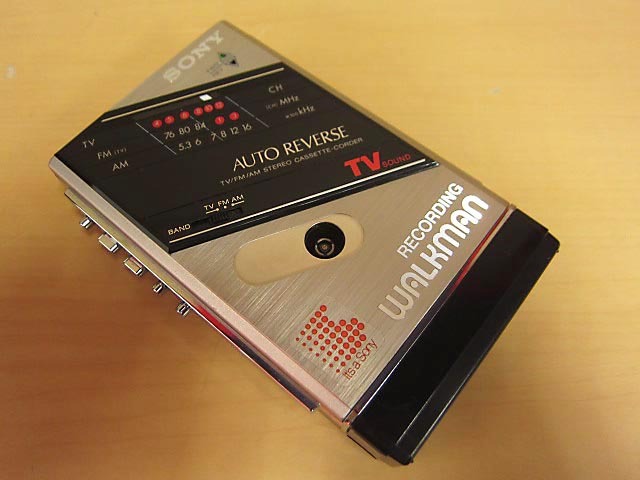 SONY
TV
FM (TV)
AM
CH
MHz
kHz
76 80 84
5.3 6 7 8 12 16
AUTO REVERSE
TV/FM/AM STEREO CASSETTE-CORDER
TV SOUND
TV FM AM
BAND
RECORDING
WALKMAN
It's a Sony